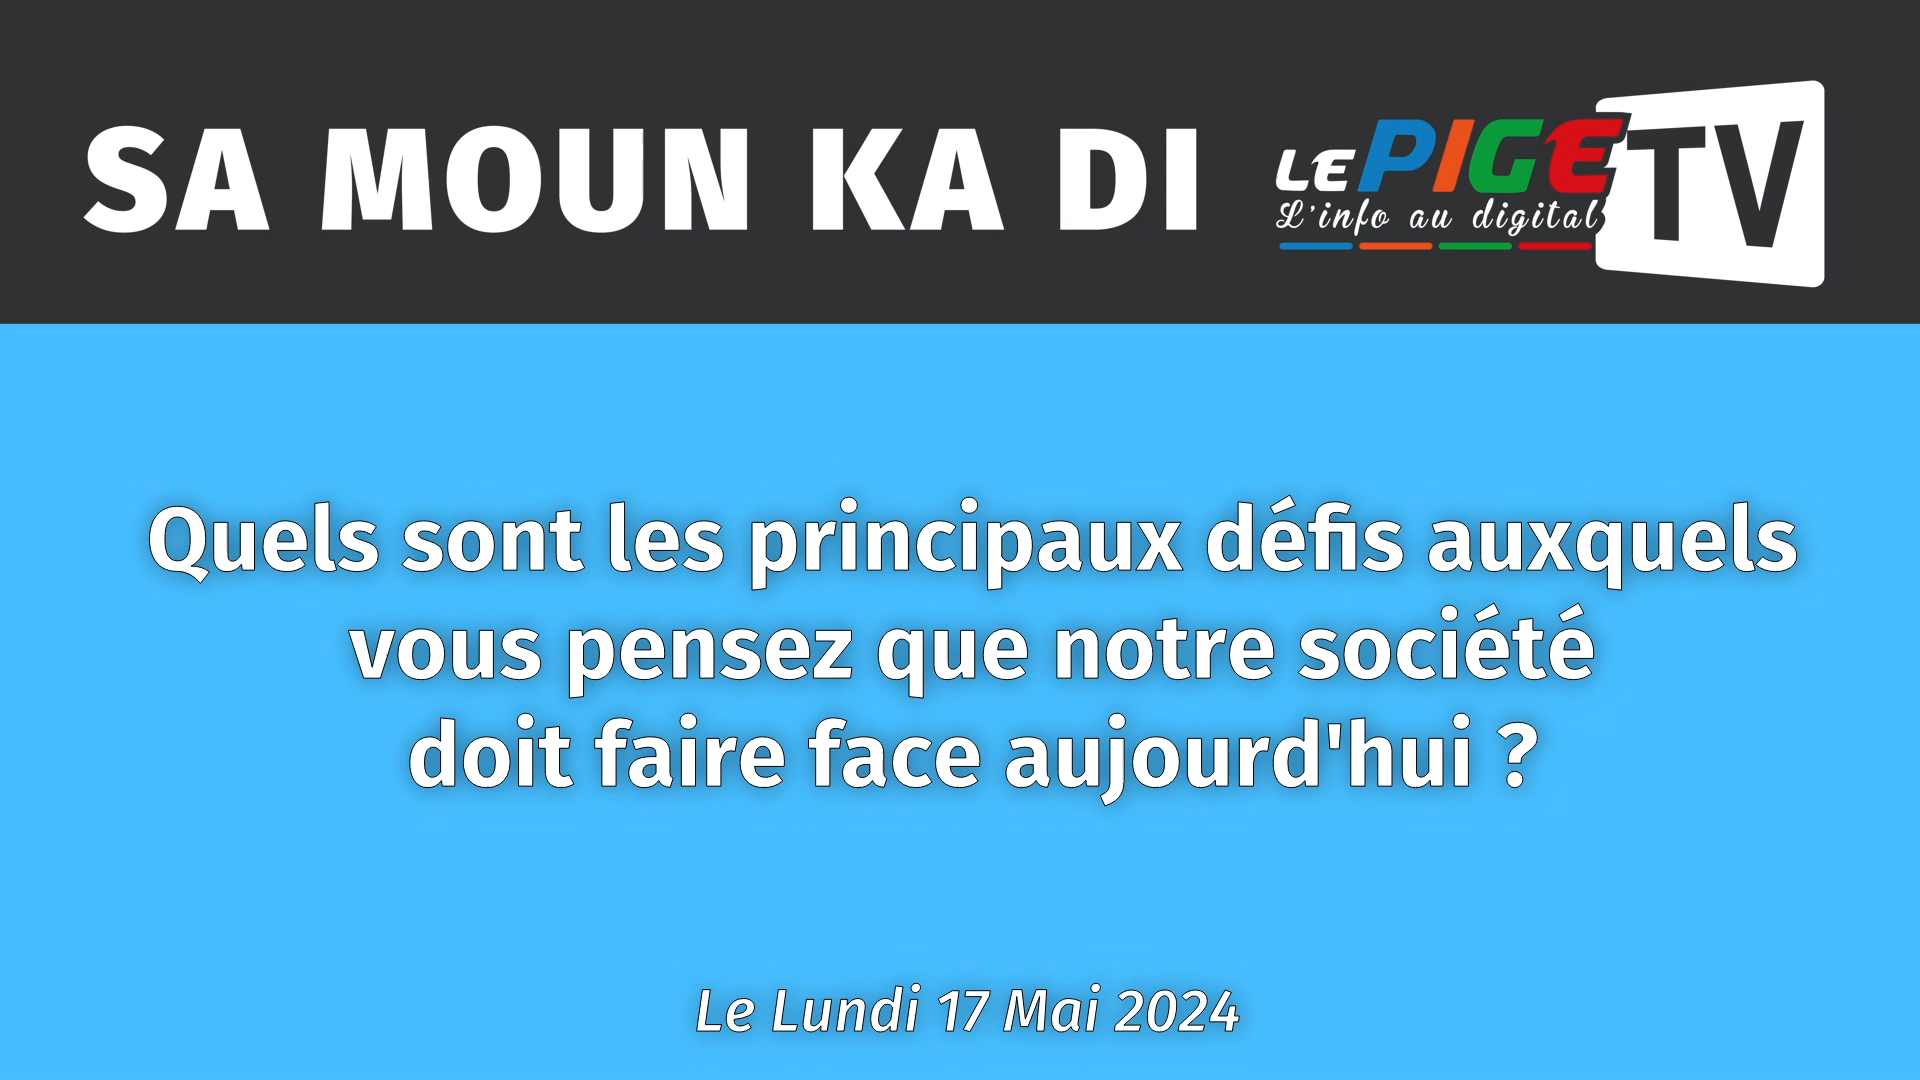 SA MOUN KA DI
LE PIGE TV
L'info au digital
Quels sont les principaux défis auxquels
vous pensez que notre société
doit faire face aujourd'hui ?
Le Lundi 17 Mai 2024